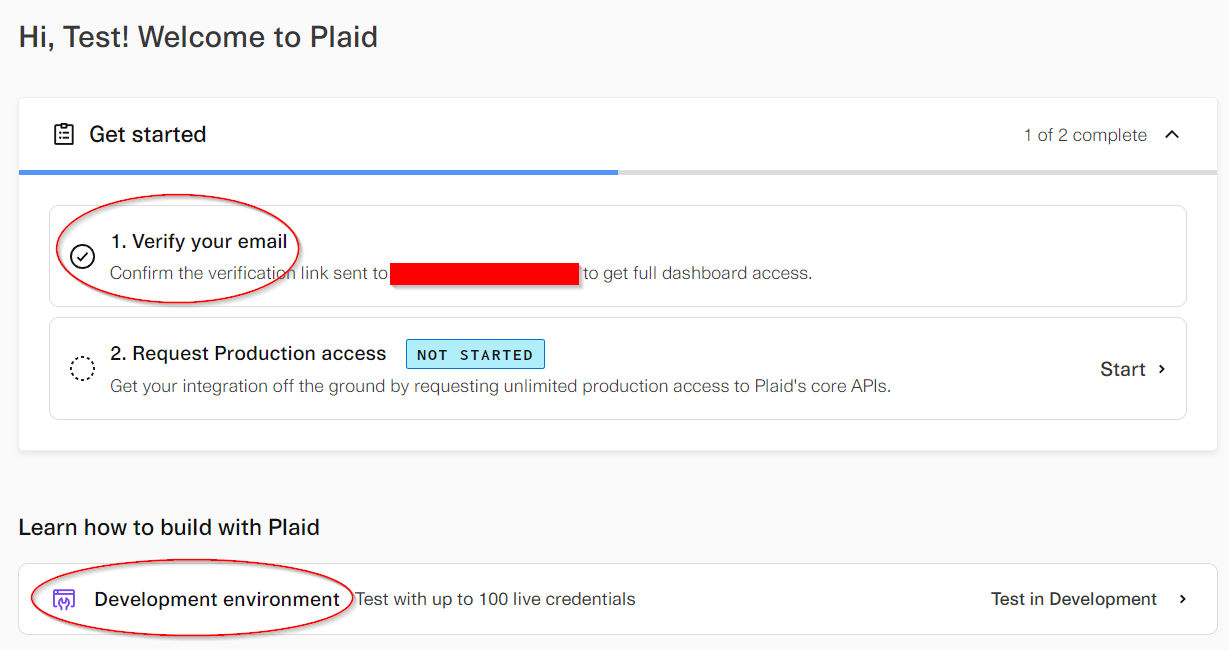 Hi, Test! Welcome to Plaid
Get started
1 of 2 complete
1. Verify your email
Confirm the verification link sent to to get full dashboard access.
2. Request Production access
NOT STARTED
Get your integration off the ground by requesting unlimited production access to Plaid's core APIs.
Start
Learn how to build with Plaid
Development environment Test with up to 100 live credentials
Test in Development